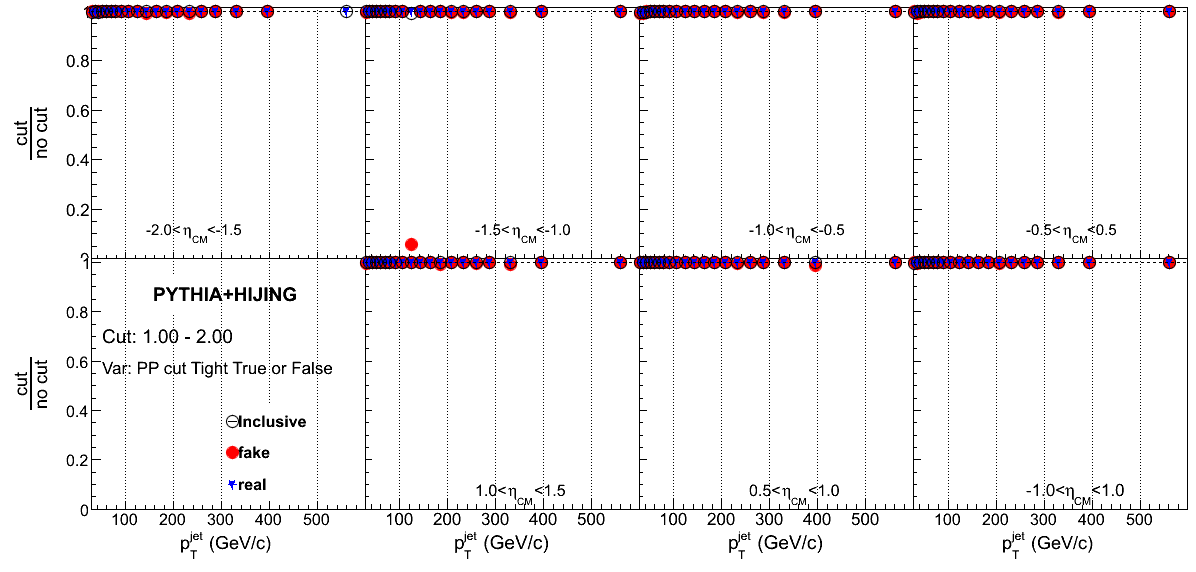 1
0.8
0.6
0.4
0.2
cut
no cut
-2.0<η_CM<-1.5
-1.5<η_CM<-1.0
-1.0<η_CM<-0.5
-0.5<η_CM<0.5
1
0.8
0.6
0.4
0.2
0
cut
no cut
PYTHIA+HIJING
Cut: 1.00 - 2.00
Var: PP cut Tight True or False
Inclusive
fake
real
1.0<η_CM<1.5
0.5<η_CM<1.0
-1.0<η_CM<1.0
100 200 300 400 500
100 200 300 400 500
100 200 300 400 500
100 200 300 400 500
p_T^jet (GeV/c)
p_T^jet (GeV/c)
p_T^jet (GeV/c)
p_T^jet (GeV/c)